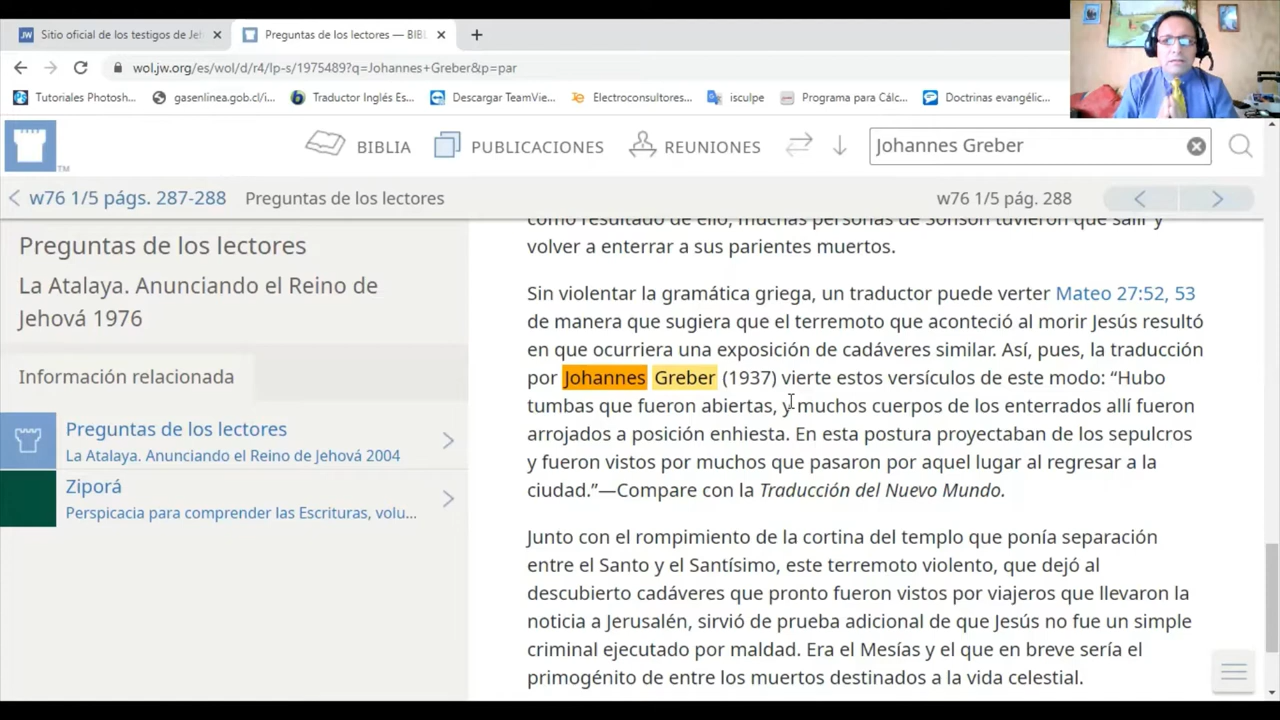 Sitio oficial de los testigos de Jeh
Preguntas de los lectores — BIBL
wol.jw.org/es/wol/d/r4/lp-s/1975489?q=Johannes+Greber&p=par
Tutoriales Photosh...
gasenlinea.gob.cl/i...
Traductor Inglés Es...
Descargar TeamVie...
Electroconsultores...
isculpe
Programa para Cálc...
Doctrinas evangélic...
BIBLIA
PUBLICACIONES
REUNIONES
Johannes Greber
TM
w76 1/5 págs. 287-288
Preguntas de los lectores
w76 1/5 pág. 288
Preguntas de los lectores
La Atalaya. Anunciando el Reino de
Jehová 1976
Información relacionada
Preguntas de los lectores
La Atalaya. Anunciando el Reino de Jehová 2004
Ziporá
Perspicacia para comprender las Escrituras, volu...
como resultado de ello, muchas personas de Sonsón tuvieron que salir y
volver a enterrar a sus parientes muertos.
Sin violentar la gramática griega, un traductor puede verter Mateo 27:52, 53
de manera que sugiera que el terremoto que aconteció al morir Jesús resultó
en que ocurriera una exposición de cadáveres similar. Así, pues, la traducción
por Johannes Greber (1937) vierte estos versículos de este modo: “Hubo
tumbas que fueron abiertas, y muchos cuerpos de los enterrados allí fueron
arrojados a posición enhiesta. En esta postura proyectaban de los sepulcros
y fueron vistos por muchos que pasaron por aquel lugar al regresar a la
ciudad.”—Compare con la Traducción del Nuevo Mundo.
Junto con el rompimiento de la cortina del templo que ponía separación
entre el Santo y el Santísimo, este terremoto violento, que dejó al
descubierto cadáveres que pronto fueron vistos por viajeros que llevaron la
noticia a Jerusalén, sirvió de prueba adicional de que Jesús no fue un simple
criminal ejecutado por maldad. Era el Mesías y el que en breve sería el
primogénito de entre los muertos destinados a la vida celestial.